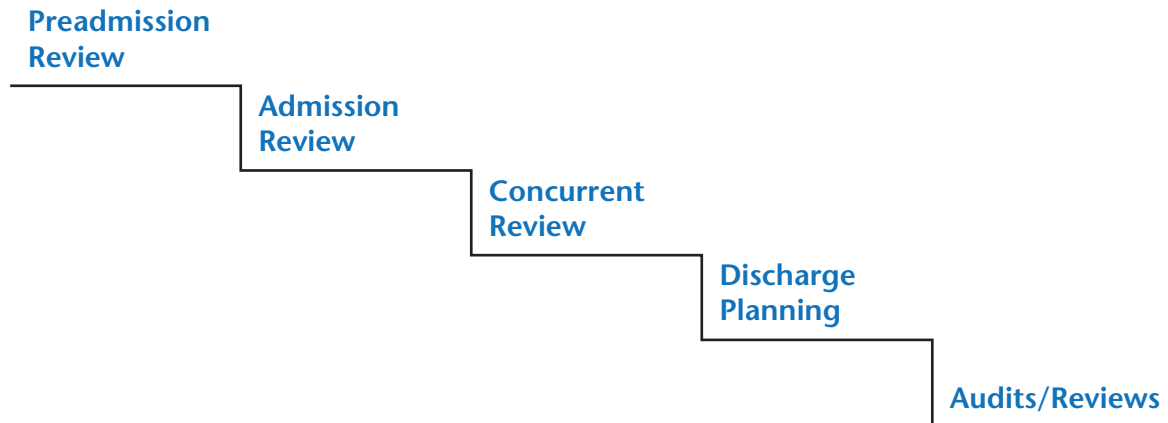 Preadmission
Review
Admission
Review
Concurrent
Review
Discharge
Planning
Audits/Reviews